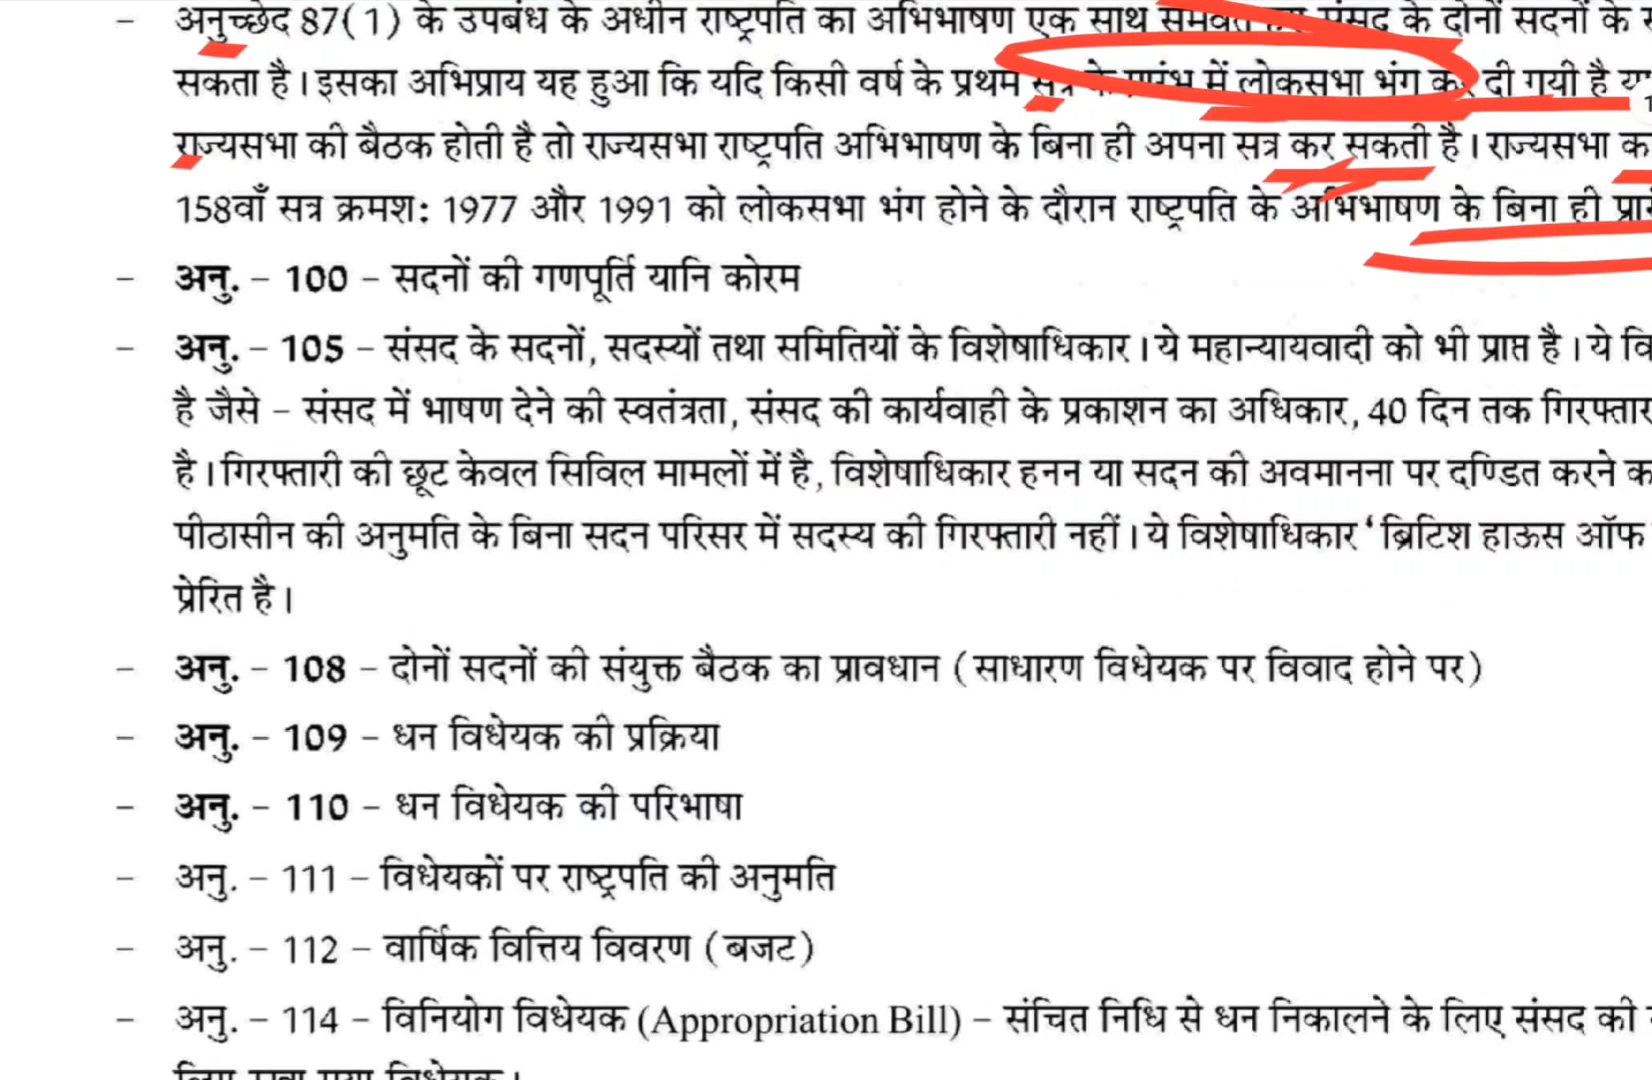 - अनुच्छेद 87(1) के उपबंध के अधीन राष्ट्रपति का अभिभाषण एक साथ समवेत संसद के दोनों सदनों के
सकता है। इसका अभिप्राय यह हुआ कि यदि किसी वर्ष के प्रथम सत्र के प्रारंभ में लोकसभा भंग कर दी गयी है
राज्यसभा की बैठक होती है तो राज्यसभा राष्ट्रपति अभिभाषण के बिना ही अपना सत्र कर सकती है। राज्यसभा
158वाँ सत्र क्रमश: 1977 और 1991 को लोकसभा भंग होने के दौरान राष्ट्रपति के अभिभाषण के बिना ही
- अनु. - 100 - सदनों की गणपूर्ति यानि कोरम
- अनु. - 105 - संसद के सदनों, सदस्यों तथा समितियों के विशेषाधिकार। ये महान्यायवादी को भी प्राप्त है। ये वि
है जैसे - संसद में भाषण देने की स्वतंत्रता, संसद की कार्यवाही के प्रकाशन का अधिकार, 40 दिन तक गिरफ्तार
है। गिरफ्तारी की छूट केवल सिविल मामलों में है, विशेषाधिकार हनन या सदन की अवमानना पर दण्डित करने क
पीठासीन की अनुमति के बिना सदन परिसर में सदस्य की गिरफ्तारी नहीं। ये विशेषाधिकार ‘ब्रिटिश हाऊस ऑफ
प्रेरित है।
- अनु. - 108 - दोनों सदनों की संयुक्त बैठक का प्रावधान (साधारण विधेयक पर विवाद होने पर)
- अनु. - 109 - धन विधेयक की प्रक्रिया
- अनु. - 110 - धन विधेयक की परिभाषा
- अनु. - 111 - विधेयकों पर राष्ट्रपति की अनुमति
- अनु. - 112 - वार्षिक वित्तिय विवरण (बजट)
- अनु. - 114 - विनियोग विधेयक (Appropriation Bill) - संचित निधि से धन निकालने के लिए संसद की